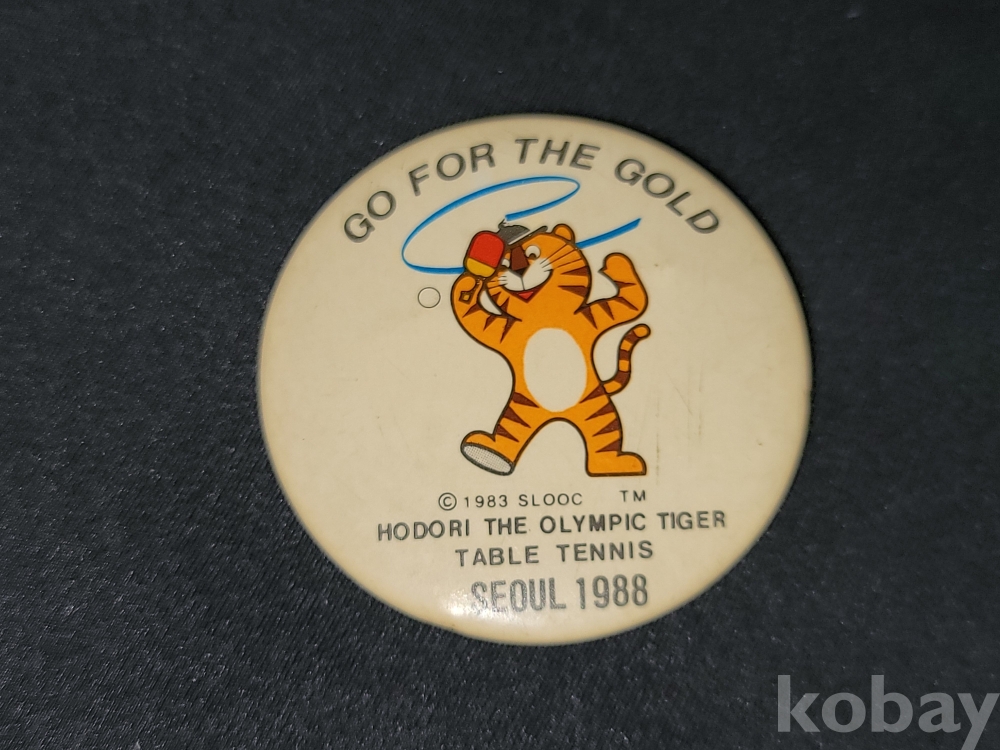 GO FOR THE GOLD
© 1983 SLOOC TM
HODORI THE OLYMPIC TIGER
TABLE TENNIS
SEOUL 1988
kobay